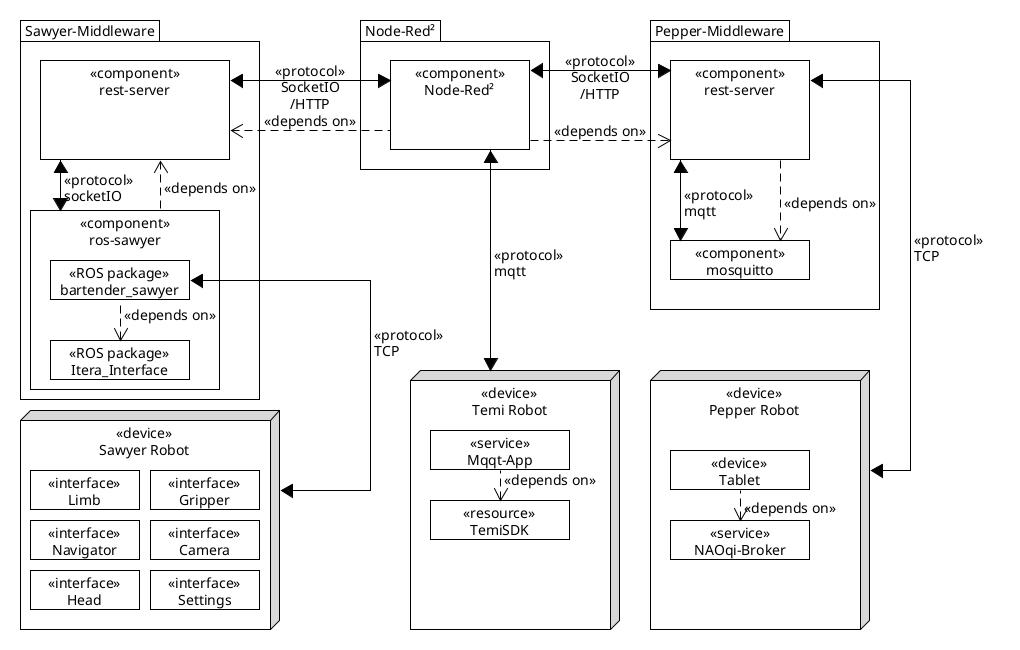 Sawyer-Middleware
Node-Red²
Pepper-Middleware
«component»
rest-server
«protocol»
SocketIO
/HTTP
«depends on»
«component»
Node-Red²
«protocol»
SocketIO
/HTTP
«depends on»
«component»
rest-server
«protocol»
socketIO
«depends on»
«protocol»
mqtt
«depends on»
«component»
ros-sawyer
«ROS package»
bartender_sawyer
«depends on»
«ROS package»
Itera_Interface
«protocol»
TCP
«protocol»
mqtt
«component»
mosquitto
«protocol»
TCP
«device»
Sawyer Robot
«interface»
Limb
«interface»
Gripper
«interface»
Navigator
«interface»
Camera
«interface»
Head
«interface»
Settings
«device»
Temi Robot
«service»
Mqqt-App
«depends on»
«resource»
TemiSDK
«device»
Pepper Robot
«device»
Tablet
«depends on»
«service»
NAOqi-Broker